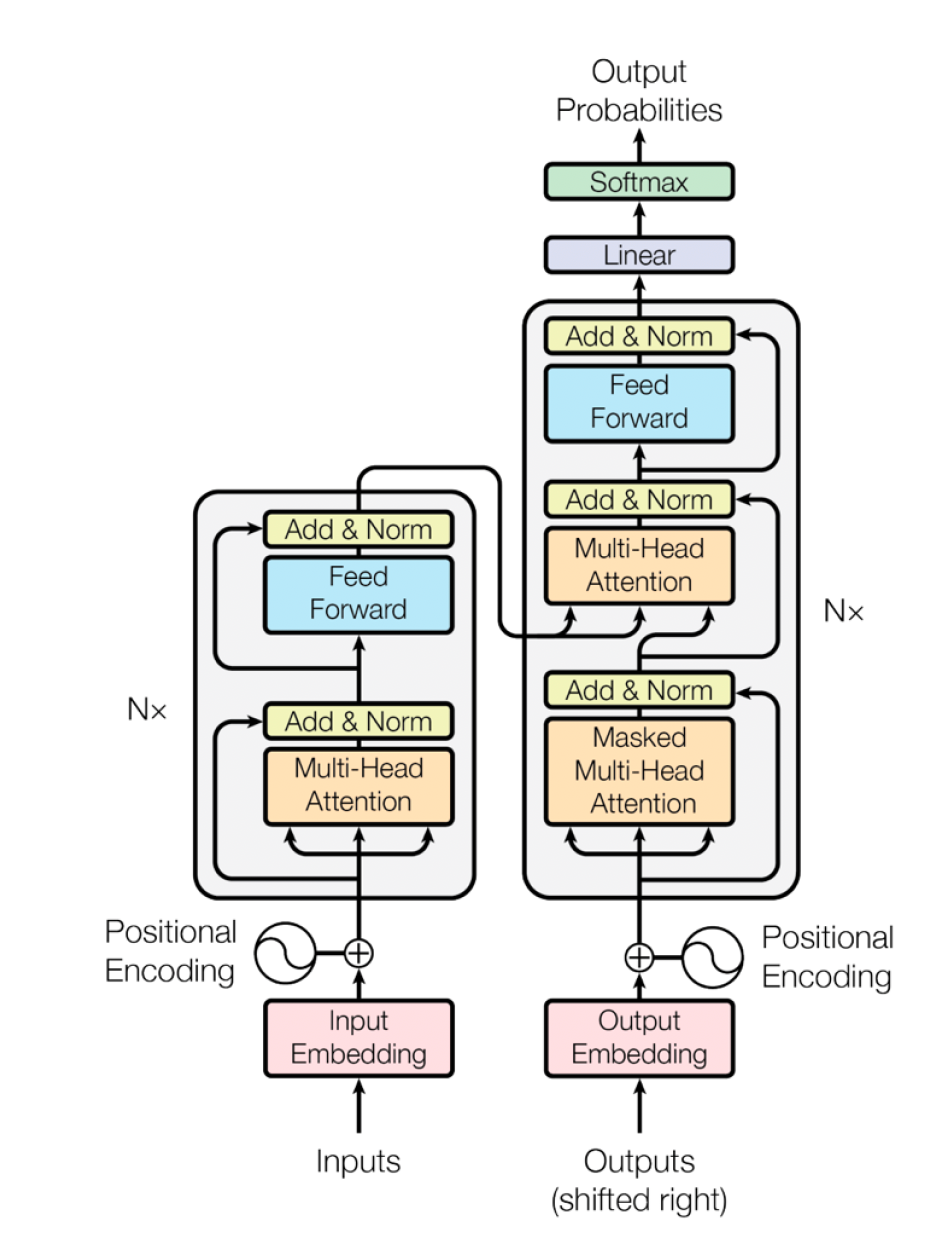 Output
Probabilities
Softmax
Linear
Add & Norm
Feed
Forward
Add & Norm
Multi-Head
Attention
Add & Norm
Masked
Multi-Head
Attention
Nx
Positional
Encoding
Output
Embedding
Outputs
(shifted right)
Add & Norm
Feed
Forward
Add & Norm
Multi-Head
Attention
Nx
Positional
Encoding
Input
Embedding
Inputs